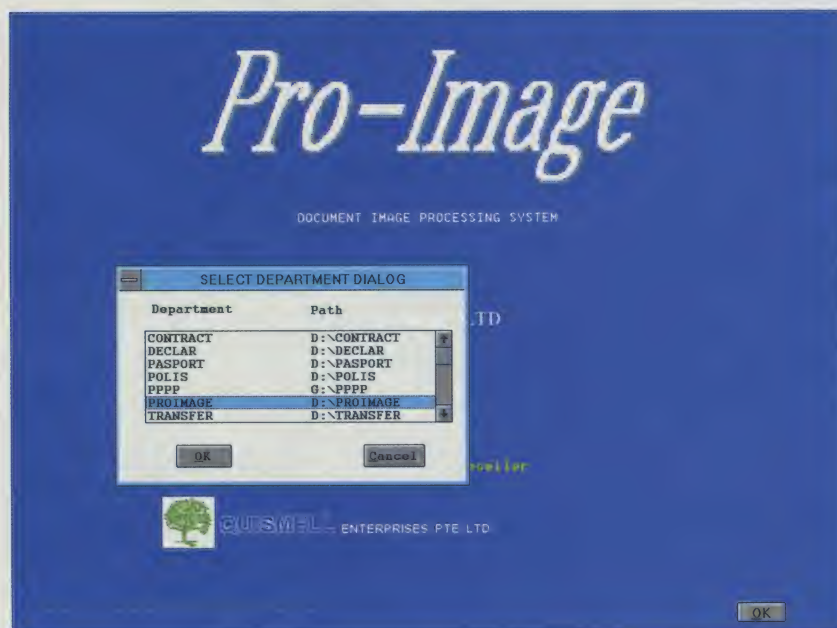 Pro-Image
DOCUMENT IMAGE PROCESSING SYSTEM
SELECT DEPARTMENT DIALOG
Department Path
CONTRACT D:\CONTRACT
DECLAR D:\DECLAR
PASPORT D:\PASPORT
POLIS D:\POLIS
PPPP G:\PPPP
PROIMAGE D:\PROIMAGE
TRANSFER D:\TRANSFER
LTD
OK Cancel
ENTERPRISES PTE LTD
OK